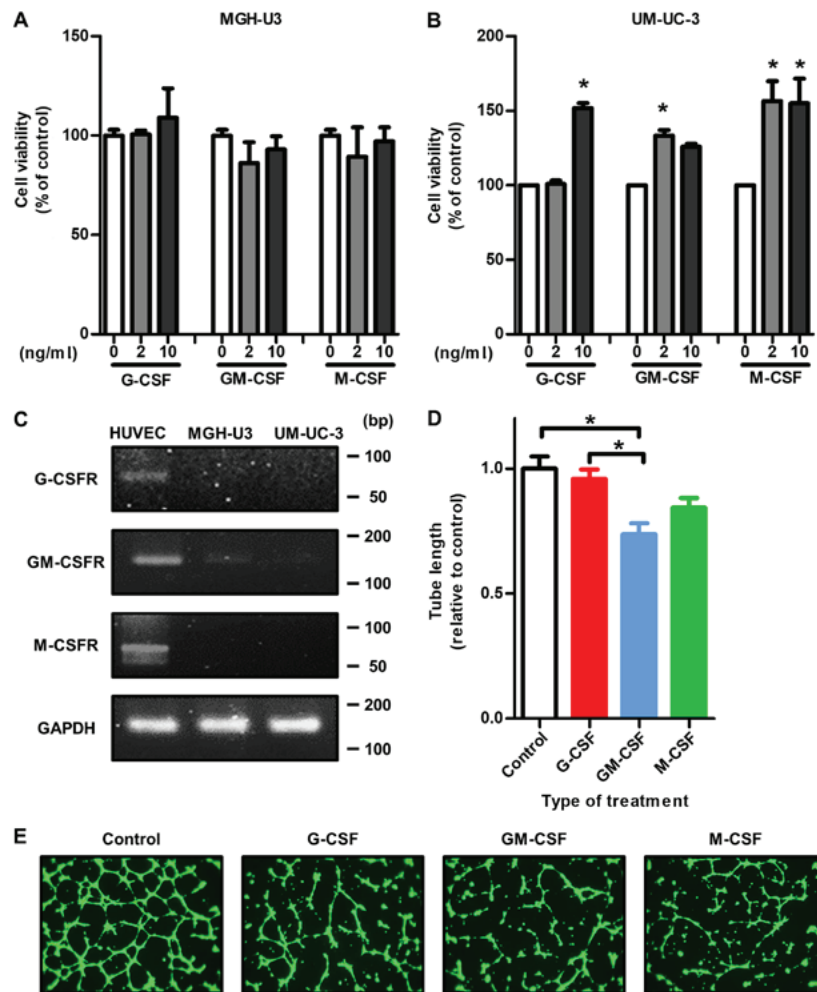 A
MGH-U3
Cell viability
(% of control)
150
100
50
0
(ng/ml)
0 2 10 0 2 10 0 2 10
G-CSF GM-CSF M-CSF
B
UM-UC-3
Cell viability
(% of control)
200
150
100
50
0
* * * *
(ng/ml)
0 2 10 0 2 10 0 2 10
G-CSF GM-CSF M-CSF
C
HUVEC MGH-U3 UM-UC-3 (bp)
G-CSFR
100
50
GM-CSFR
200
100
M-CSFR
100
50
GAPDH
200
100
D
Tube length
(relative to control)
1.0
0.5
0.0
*
*
Control G-CSF GM-CSF M-CSF
Type of treatment
E
Control G-CSF GM-CSF M-CSF